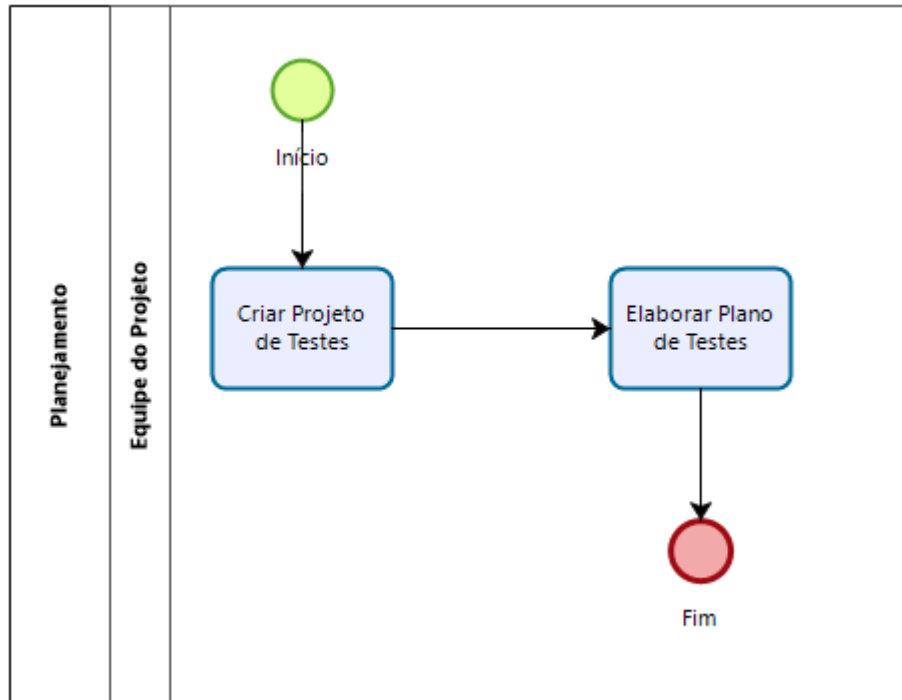 Planejamento
Equipe do Projeto
Início
Criar Projeto
de Testes
Elaborar Plano
de Testes
Fim